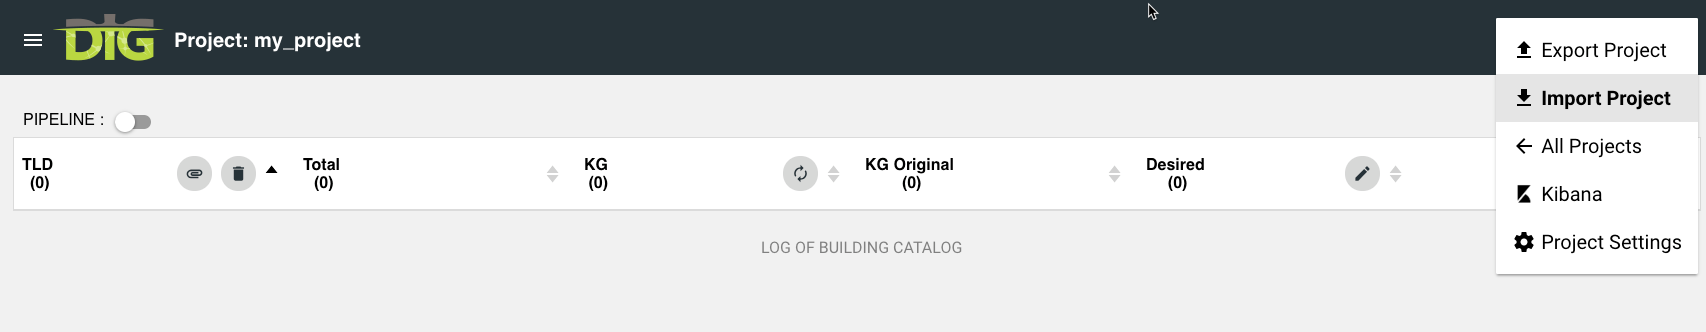 DIG
Project: my_project
Export Project
Import Project
All Projects
Kibana
Project Settings
PIPELINE :
TLD
(0)
Total
(0)
KG
(0)
KG Original
(0)
Desired
(0)
LOG OF BUILDING CATALOG